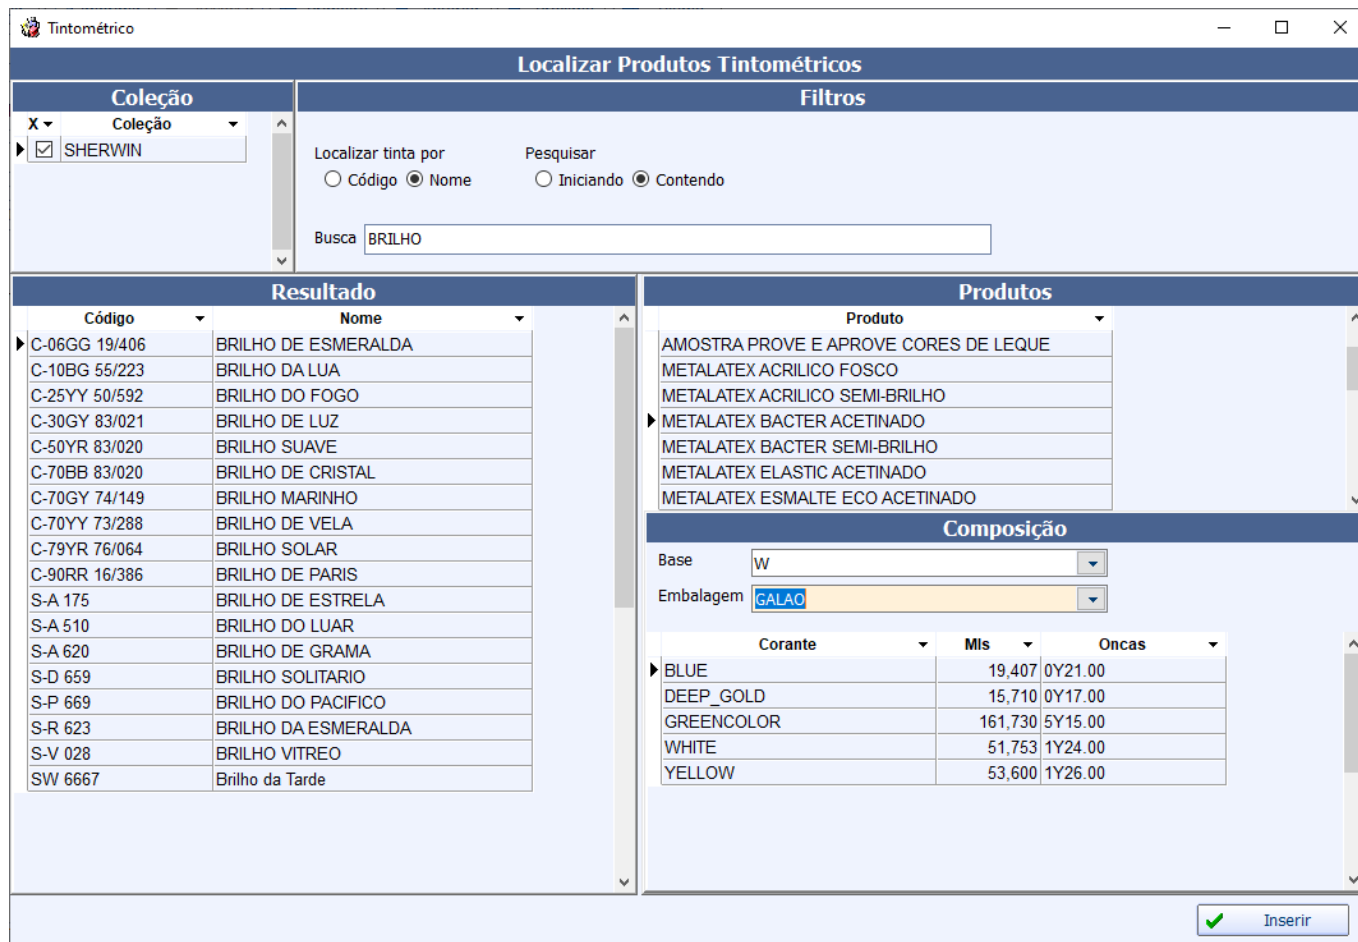 Tintométrico
Localizar Produtos Tintométricos
Coleção
X Coleção
SHERWIN
Filtros
Localizar tinta por Pesquisar
Código Nome Iniciando Contendo
Busca BRILHO
Resultado
Código Nome
C-06GG 19/406 BRILHO DE ESMERALDA
C-10BG 55/223 BRILHO DA LUA
C-25YY 50/592 BRILHO DO FOGO
C-30GY 83/021 BRILHO DE LUZ
C-50YR 83/020 BRILHO SUAVE
C-70BB 83/020 BRILHO DE CRISTAL
C-70GY 74/149 BRILHO MARINHO
C-70YY 73/288 BRILHO DE VELA
C-79YR 76/064 BRILHO SOLAR
C-90RR 16/386 BRILHO DE PARIS
S-A 175 BRILHO DE ESTRELA
S-A 510 BRILHO DO LUAR
S-A 620 BRILHO DE GRAMA
S-D 659 BRILHO SOLITARIO
S-P 669 BRILHO DO PACIFICO
S-R 623 BRILHO DA ESMERALDA
S-V 028 BRILHO VITREO
SW 6667 Brilho da Tarde
Produtos
Produto
AMOSTRA PROVE E APROVE CORES DE LEQUE
METALATEX ACRILICO FOSCO
METALATEX ACRILICO SEMI-BRILHO
METALATEX BACTER ACETINADO
METALATEX BACTER SEMI-BRILHO
METALATEX ELASTIC ACETINADO
METALATEX ESMALTE ECO ACETINADO
Composição
Base W
Embalagem GALAO
Corante Mls Oncas
BLUE 19,407 0Y21.00
DEEP_GOLD 15,710 0Y17.00
GREENCOLOR 161,730 5Y15.00
WHITE 51,753 1Y24.00
YELLOW 53,600 1Y26.00
Inserir